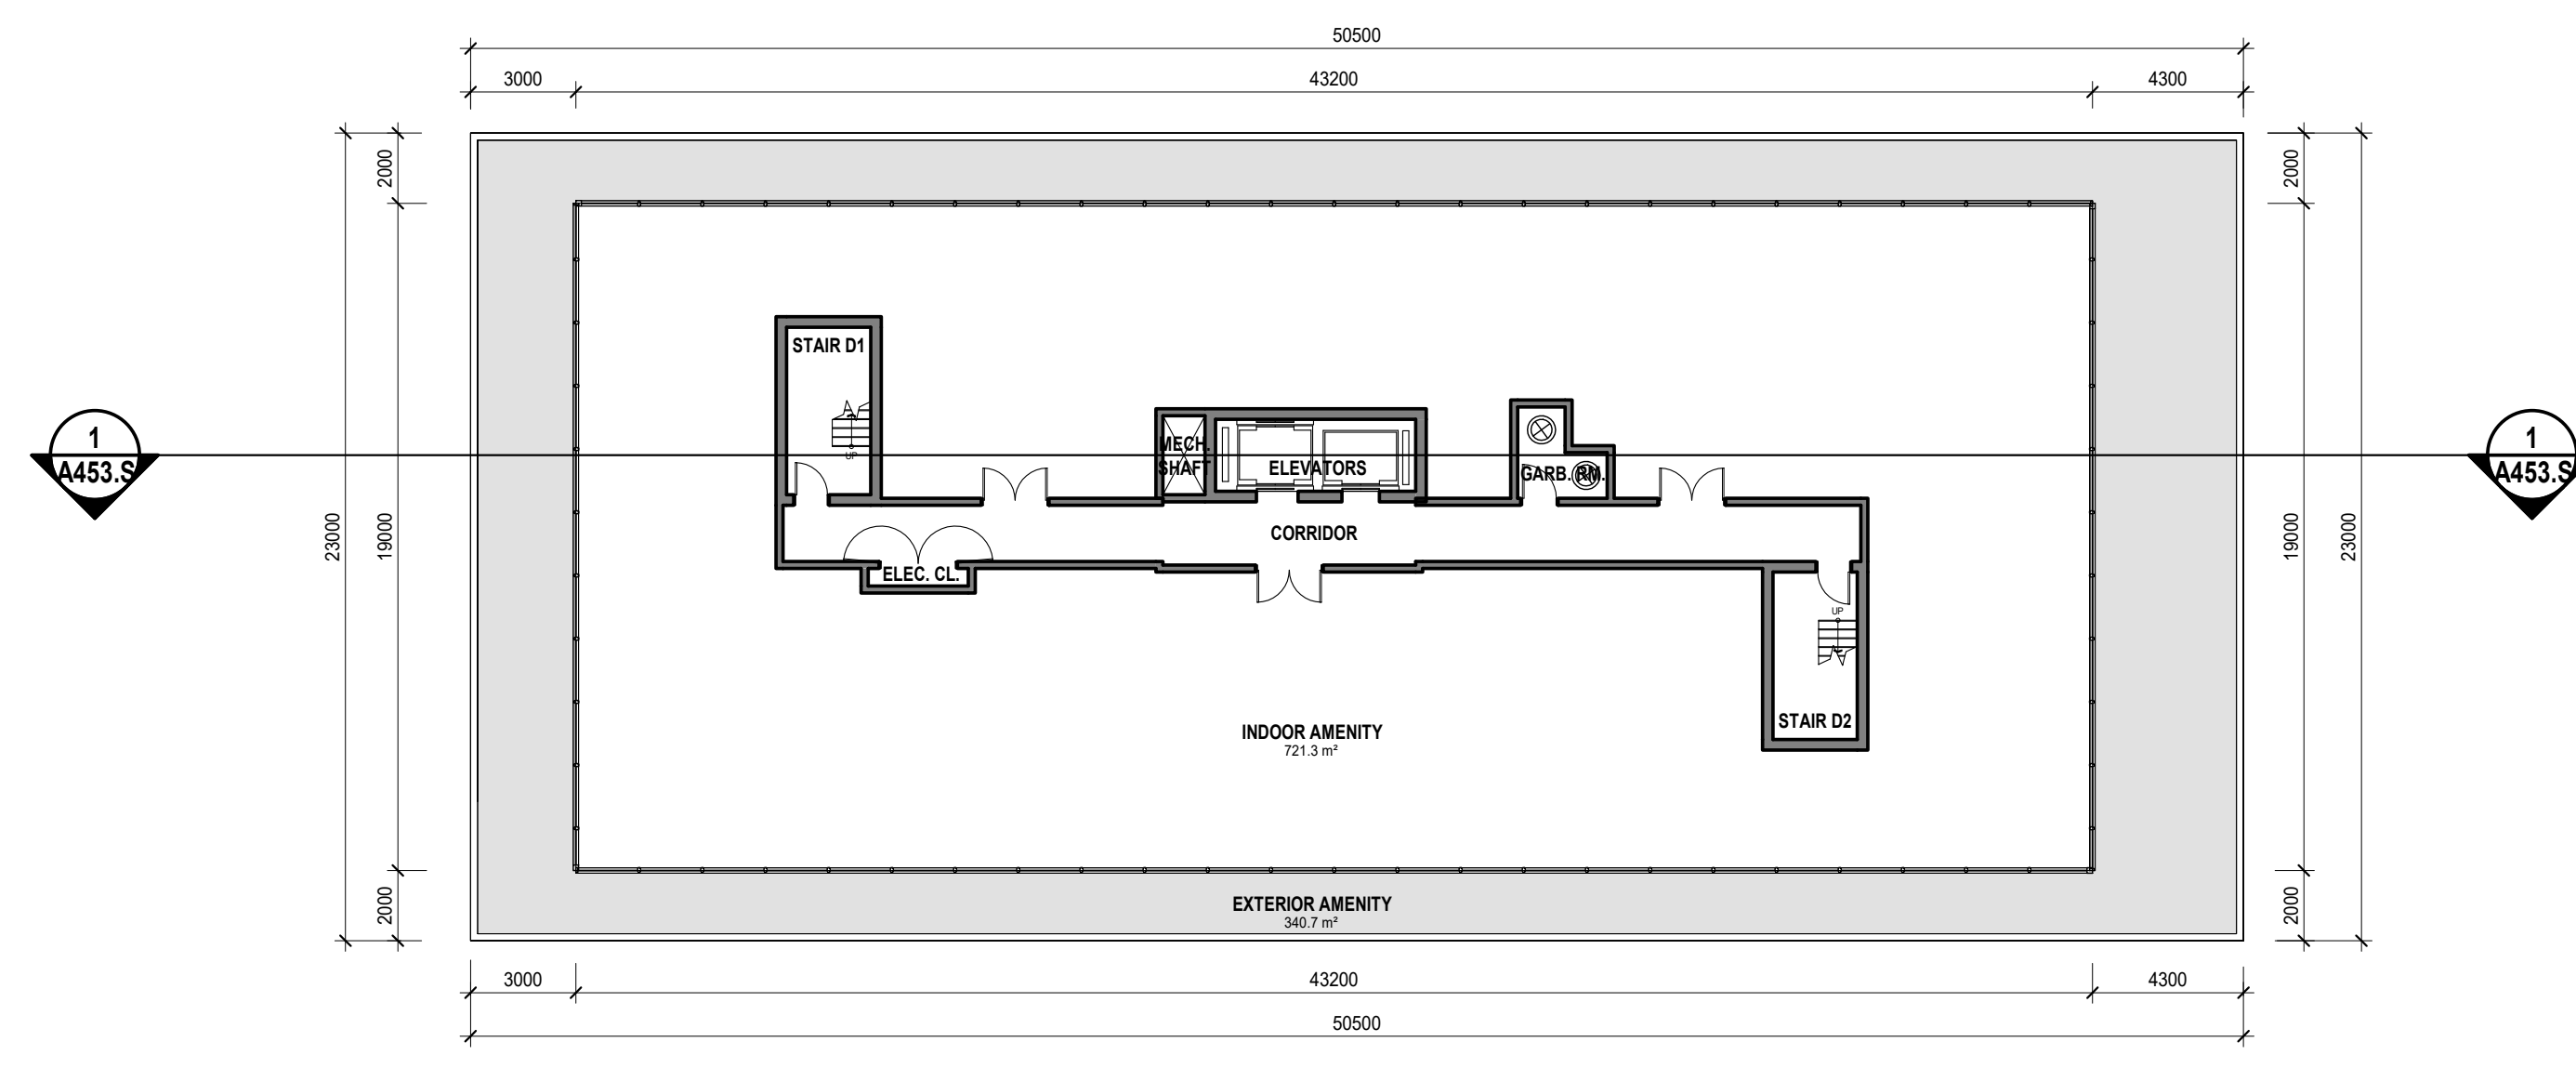 50500
3000 43200 4300
2000
2000
STAIR D1
UP
1
A453.S
MECH.
SHAFT
ELEVATORS
GARB. RM.
1
A453.S
23000
19000
CORRIDOR
19000
23000
ELEC. CL.
UP
STAIR D2
INDOOR AMENITY
721.3 m²
2000
EXTERIOR AMENITY
340.7 m²
2000
3000 43200 4300
50500